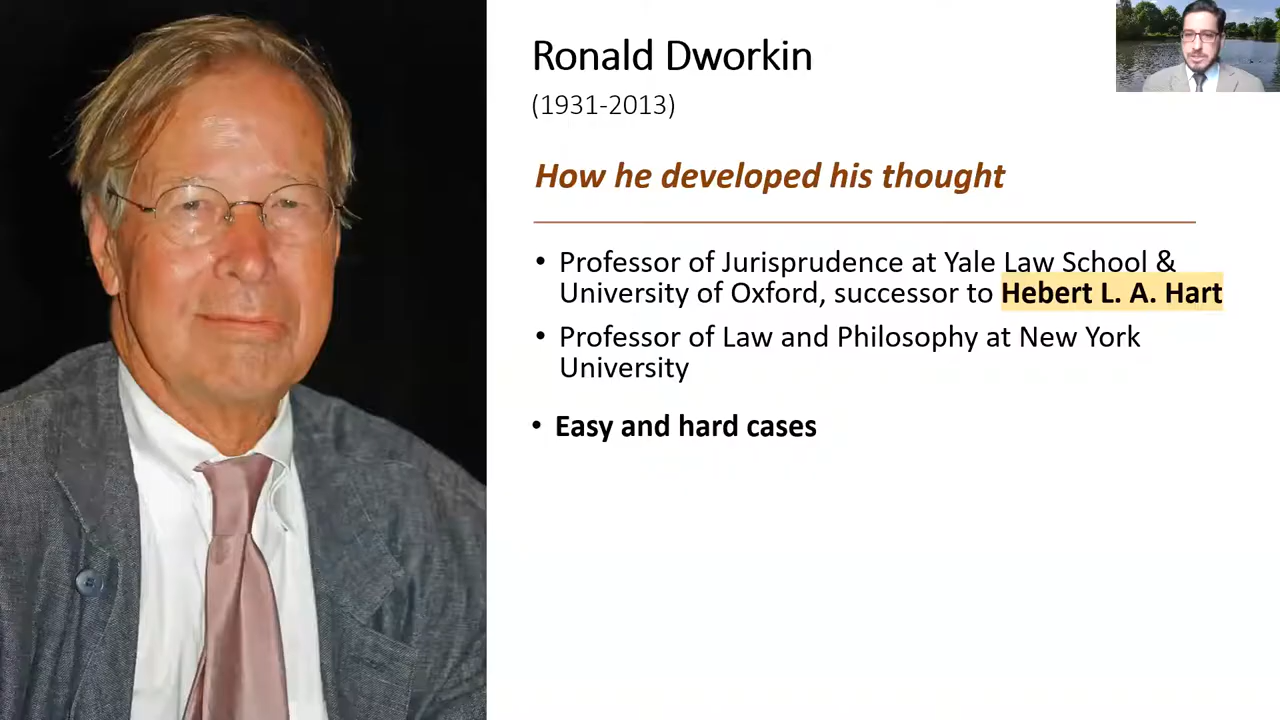 Ronald Dworkin
(1931-2013)
How he developed his thought
• Professor of Jurisprudence at Yale Law School &
University of Oxford, successor to Hebert L. A. Hart
• Professor of Law and Philosophy at New York
University
• Easy and hard cases